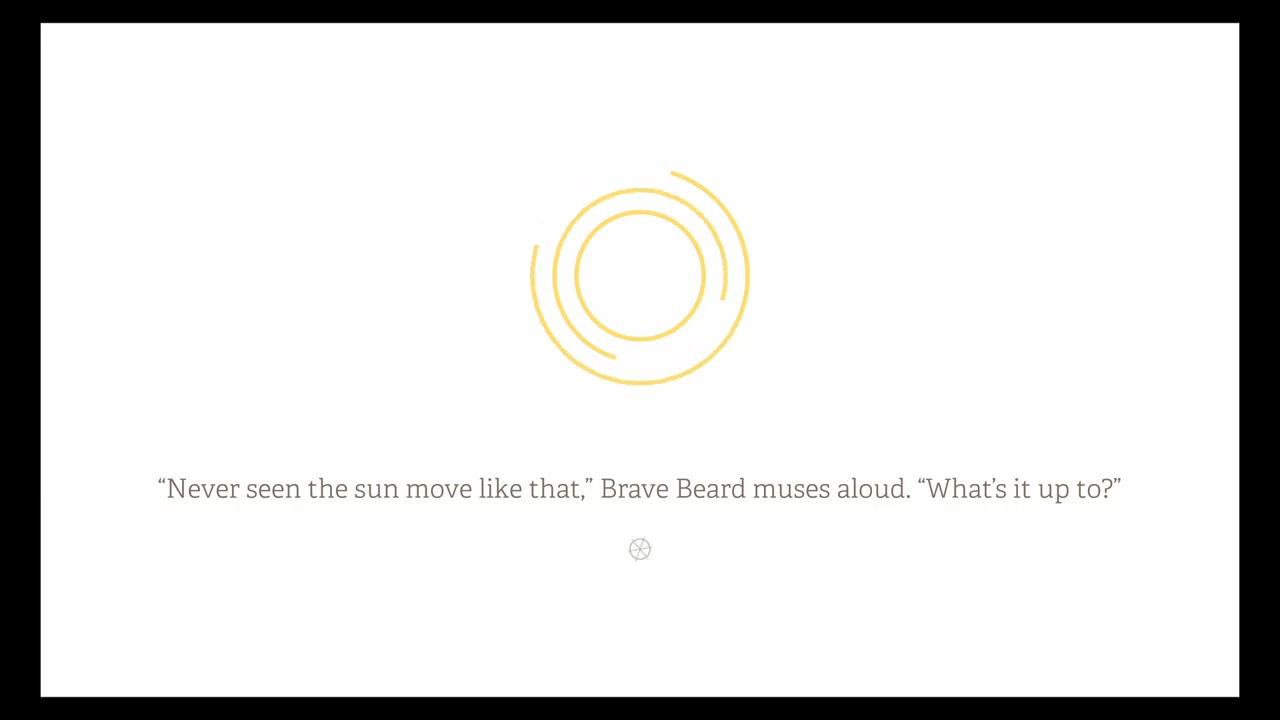 “Never seen the sun move like that,” Brave Beard muses aloud. “What’s it up to?”